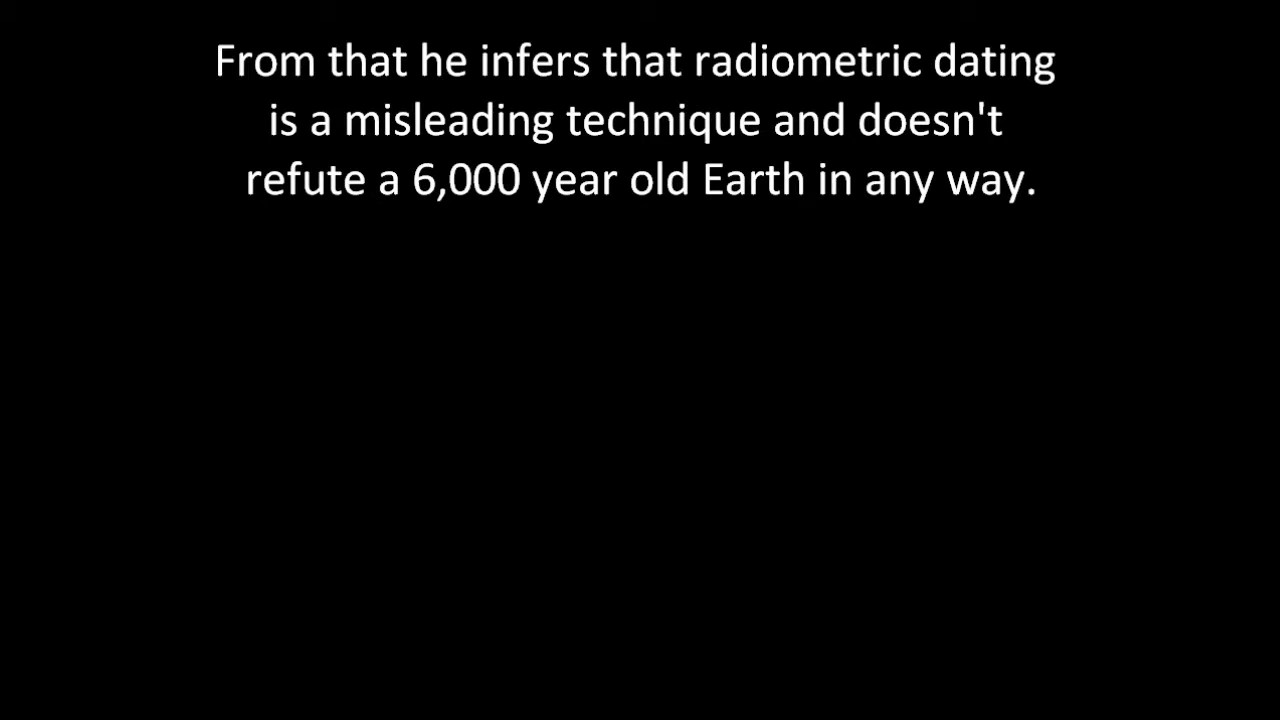 From that he infers that radiometric dating
is a misleading technique and doesn't
refute a 6,000 year old Earth in any way.